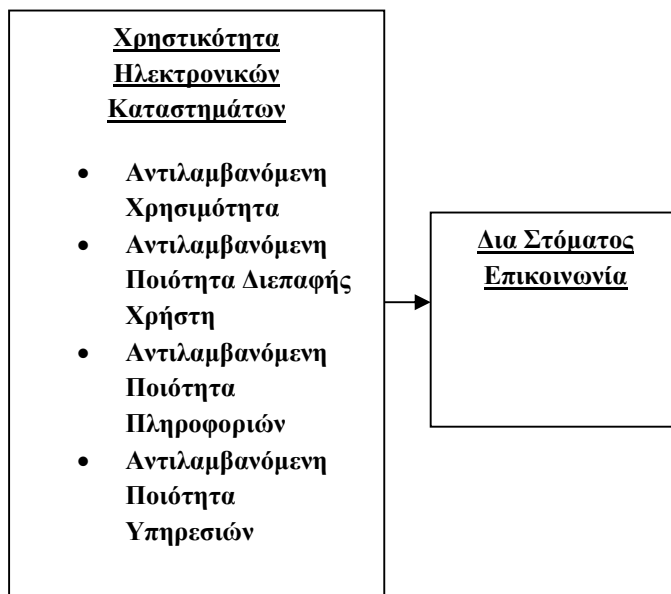 Χρηστικότητα
Ηλεκτρονικών
Καταστημάτων
• Αντιλαμβανόμενη
Χρησιμότητα
• Αντιλαμβανόμενη
Ποιότητα Διεπαφής
Χρήστη
• Αντιλαμβανόμενη
Ποιότητα
Πληροφοριών
• Αντιλαμβανόμενη
Ποιότητα
Υπηρεσιών
Δια Στόματος
Επικοινωνία